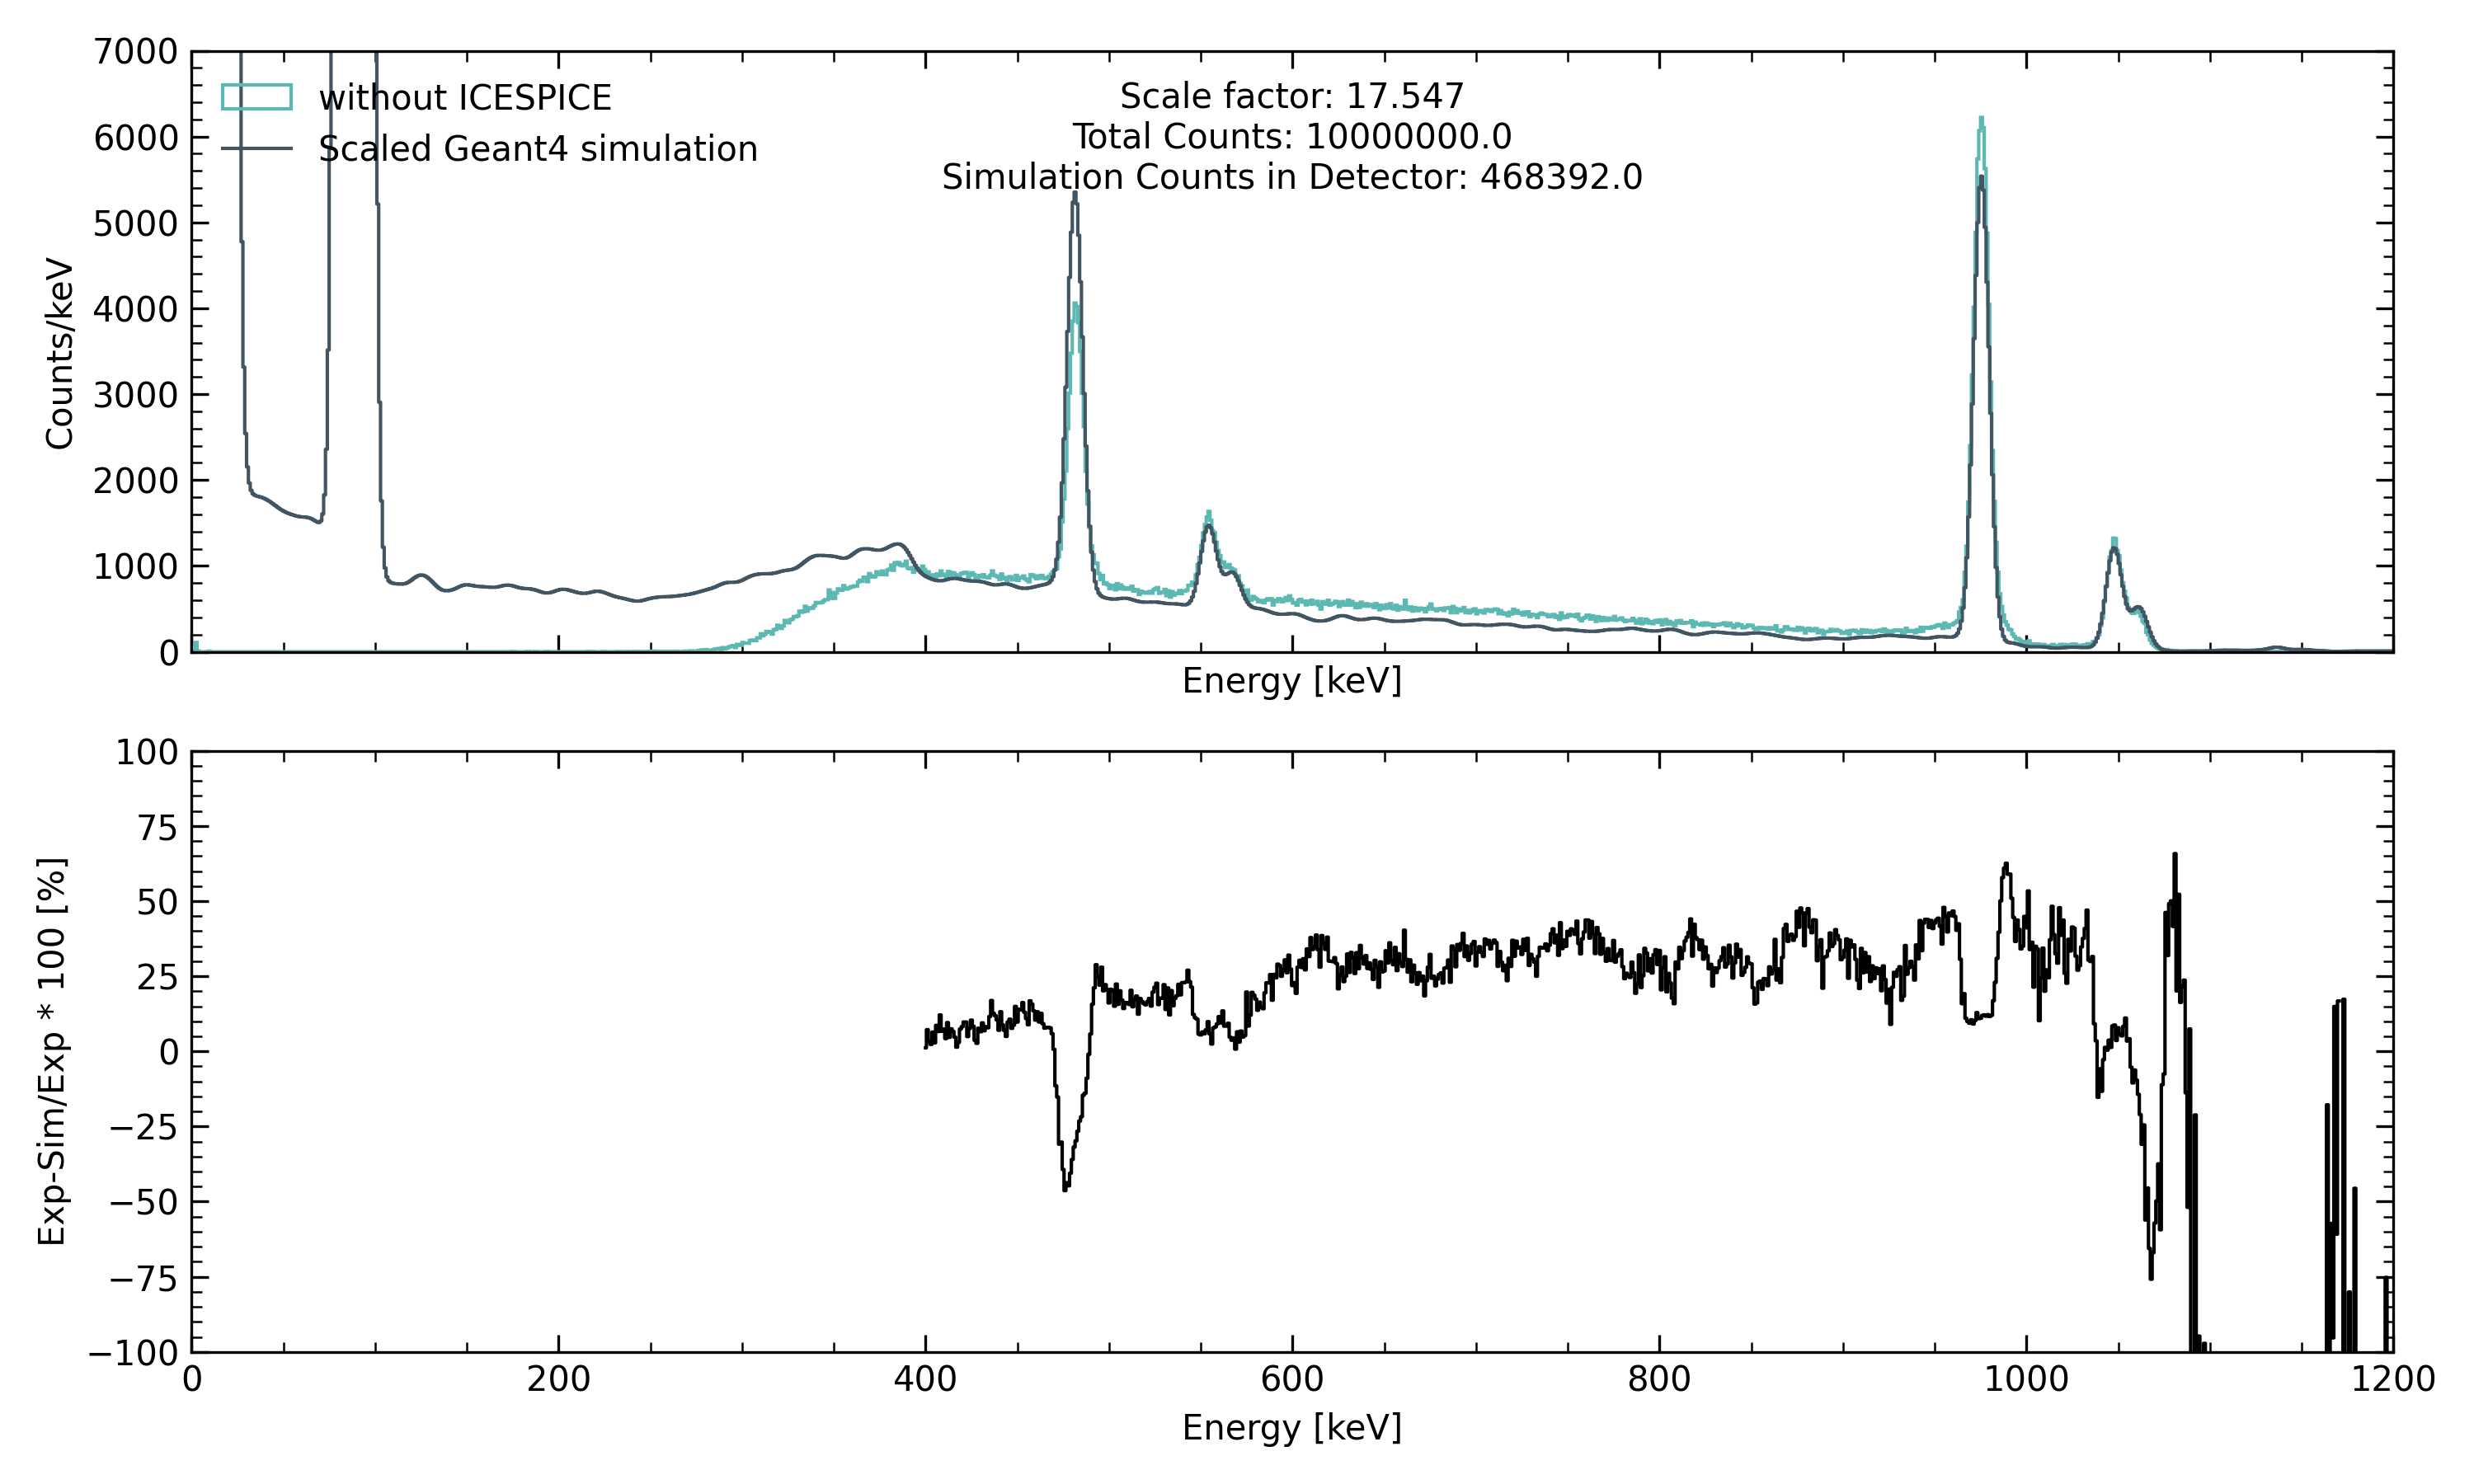 7000
6000
5000
4000
3000
2000
1000
0
Counts/keV
without ICESPICE
Scaled Geant4 simulation
Scale factor: 17.547
Total Counts: 10000000.0
Simulation Counts in Detector: 468392.0
Energy [keV]
100
75
50
25
0
−25
−50
−75
−100
Exp-Sim/Exp * 100 [%]
0 200 400 600 800 1000 1200
Energy [keV]